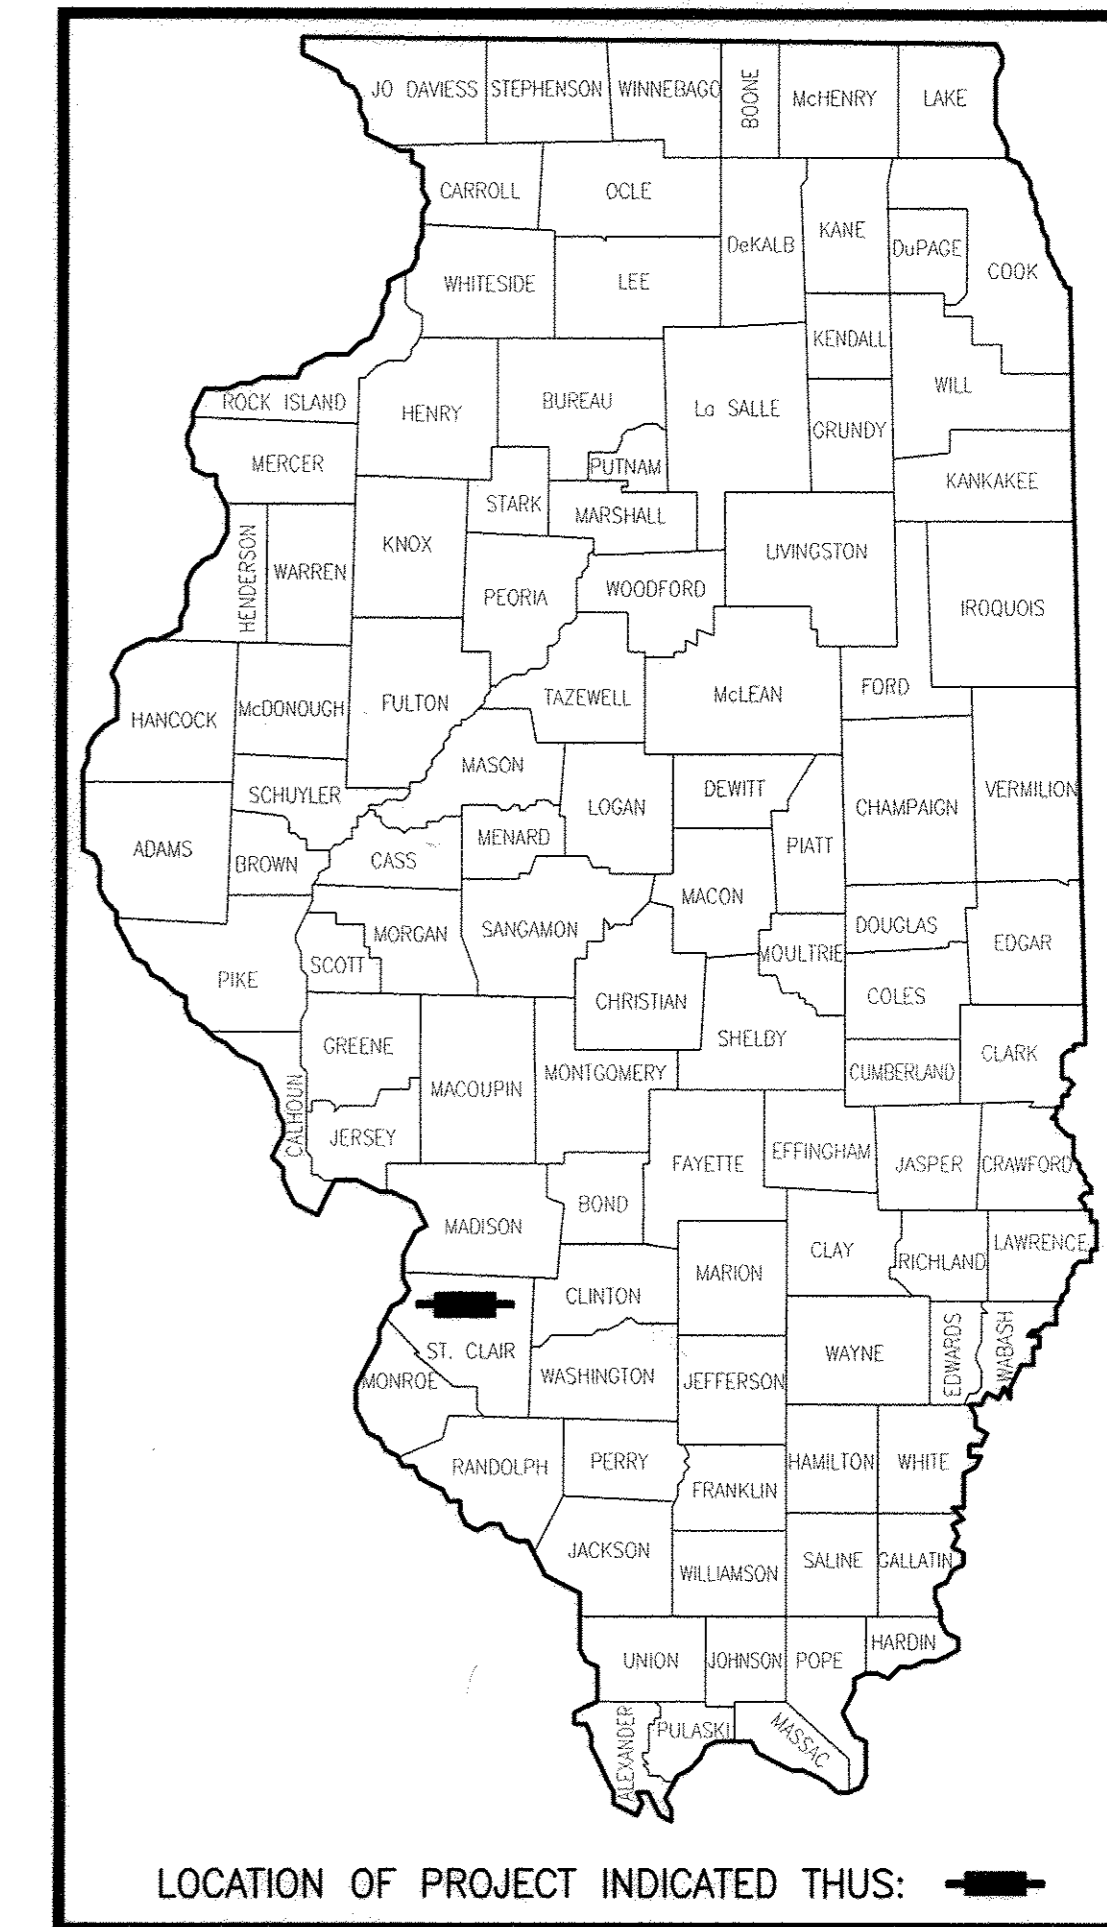 JO DAVIESS STEPHENSON WINNEBAGO BOONE McHENRY LAKE
CARROLL OCLE DeKALB KANE DuPAGE COOK
WHITESIDE LEE
KENDALL
ROCK ISLAND HENRY BUREAU La SALLE GRUNDY WILL
MERCER PUTNAM KANKAKEE
STARK MARSHALL
HENDERSON WARREN KNOX PEORIA WOODFORD LIVINGSTON IROQUOIS
HANCOCK McDONOUGH FULTON TAZEWELL McLEAN FORD
MASON
SCHUYLER LOGAN DEWITT CHAMPAIGN VERMILION
ADAMS BROWN CASS MENARD PIATT
MACON
PIKE SCOTT MORGAN SANGAMON MOULTRIE DOUGLAS EDGAR
CHRISTIAN COLES
GREENE SHELBY
CALHOUN MACOUPIN MONTGOMERY CUMBERLAND CLARK
JERSEY FAYETTE EFFINGHAM JASPER CRAWFORD
MADISON BOND
CLAY RICHLAND LAWRENCE
CLINTON MARION
ST. CLAIR WAYNE EDWARDS WABASH
MONROE WASHINGTON JEFFERSON
RANDOLPH PERRY HAMILTON WHITE
FRANKLIN
JACKSON WILLIAMSON SALINE GALLATIN
UNION JOHNSON POPE HARDIN
ALEXANDER PULASKI MASSAC
LOCATION OF PROJECT INDICATED THUS: